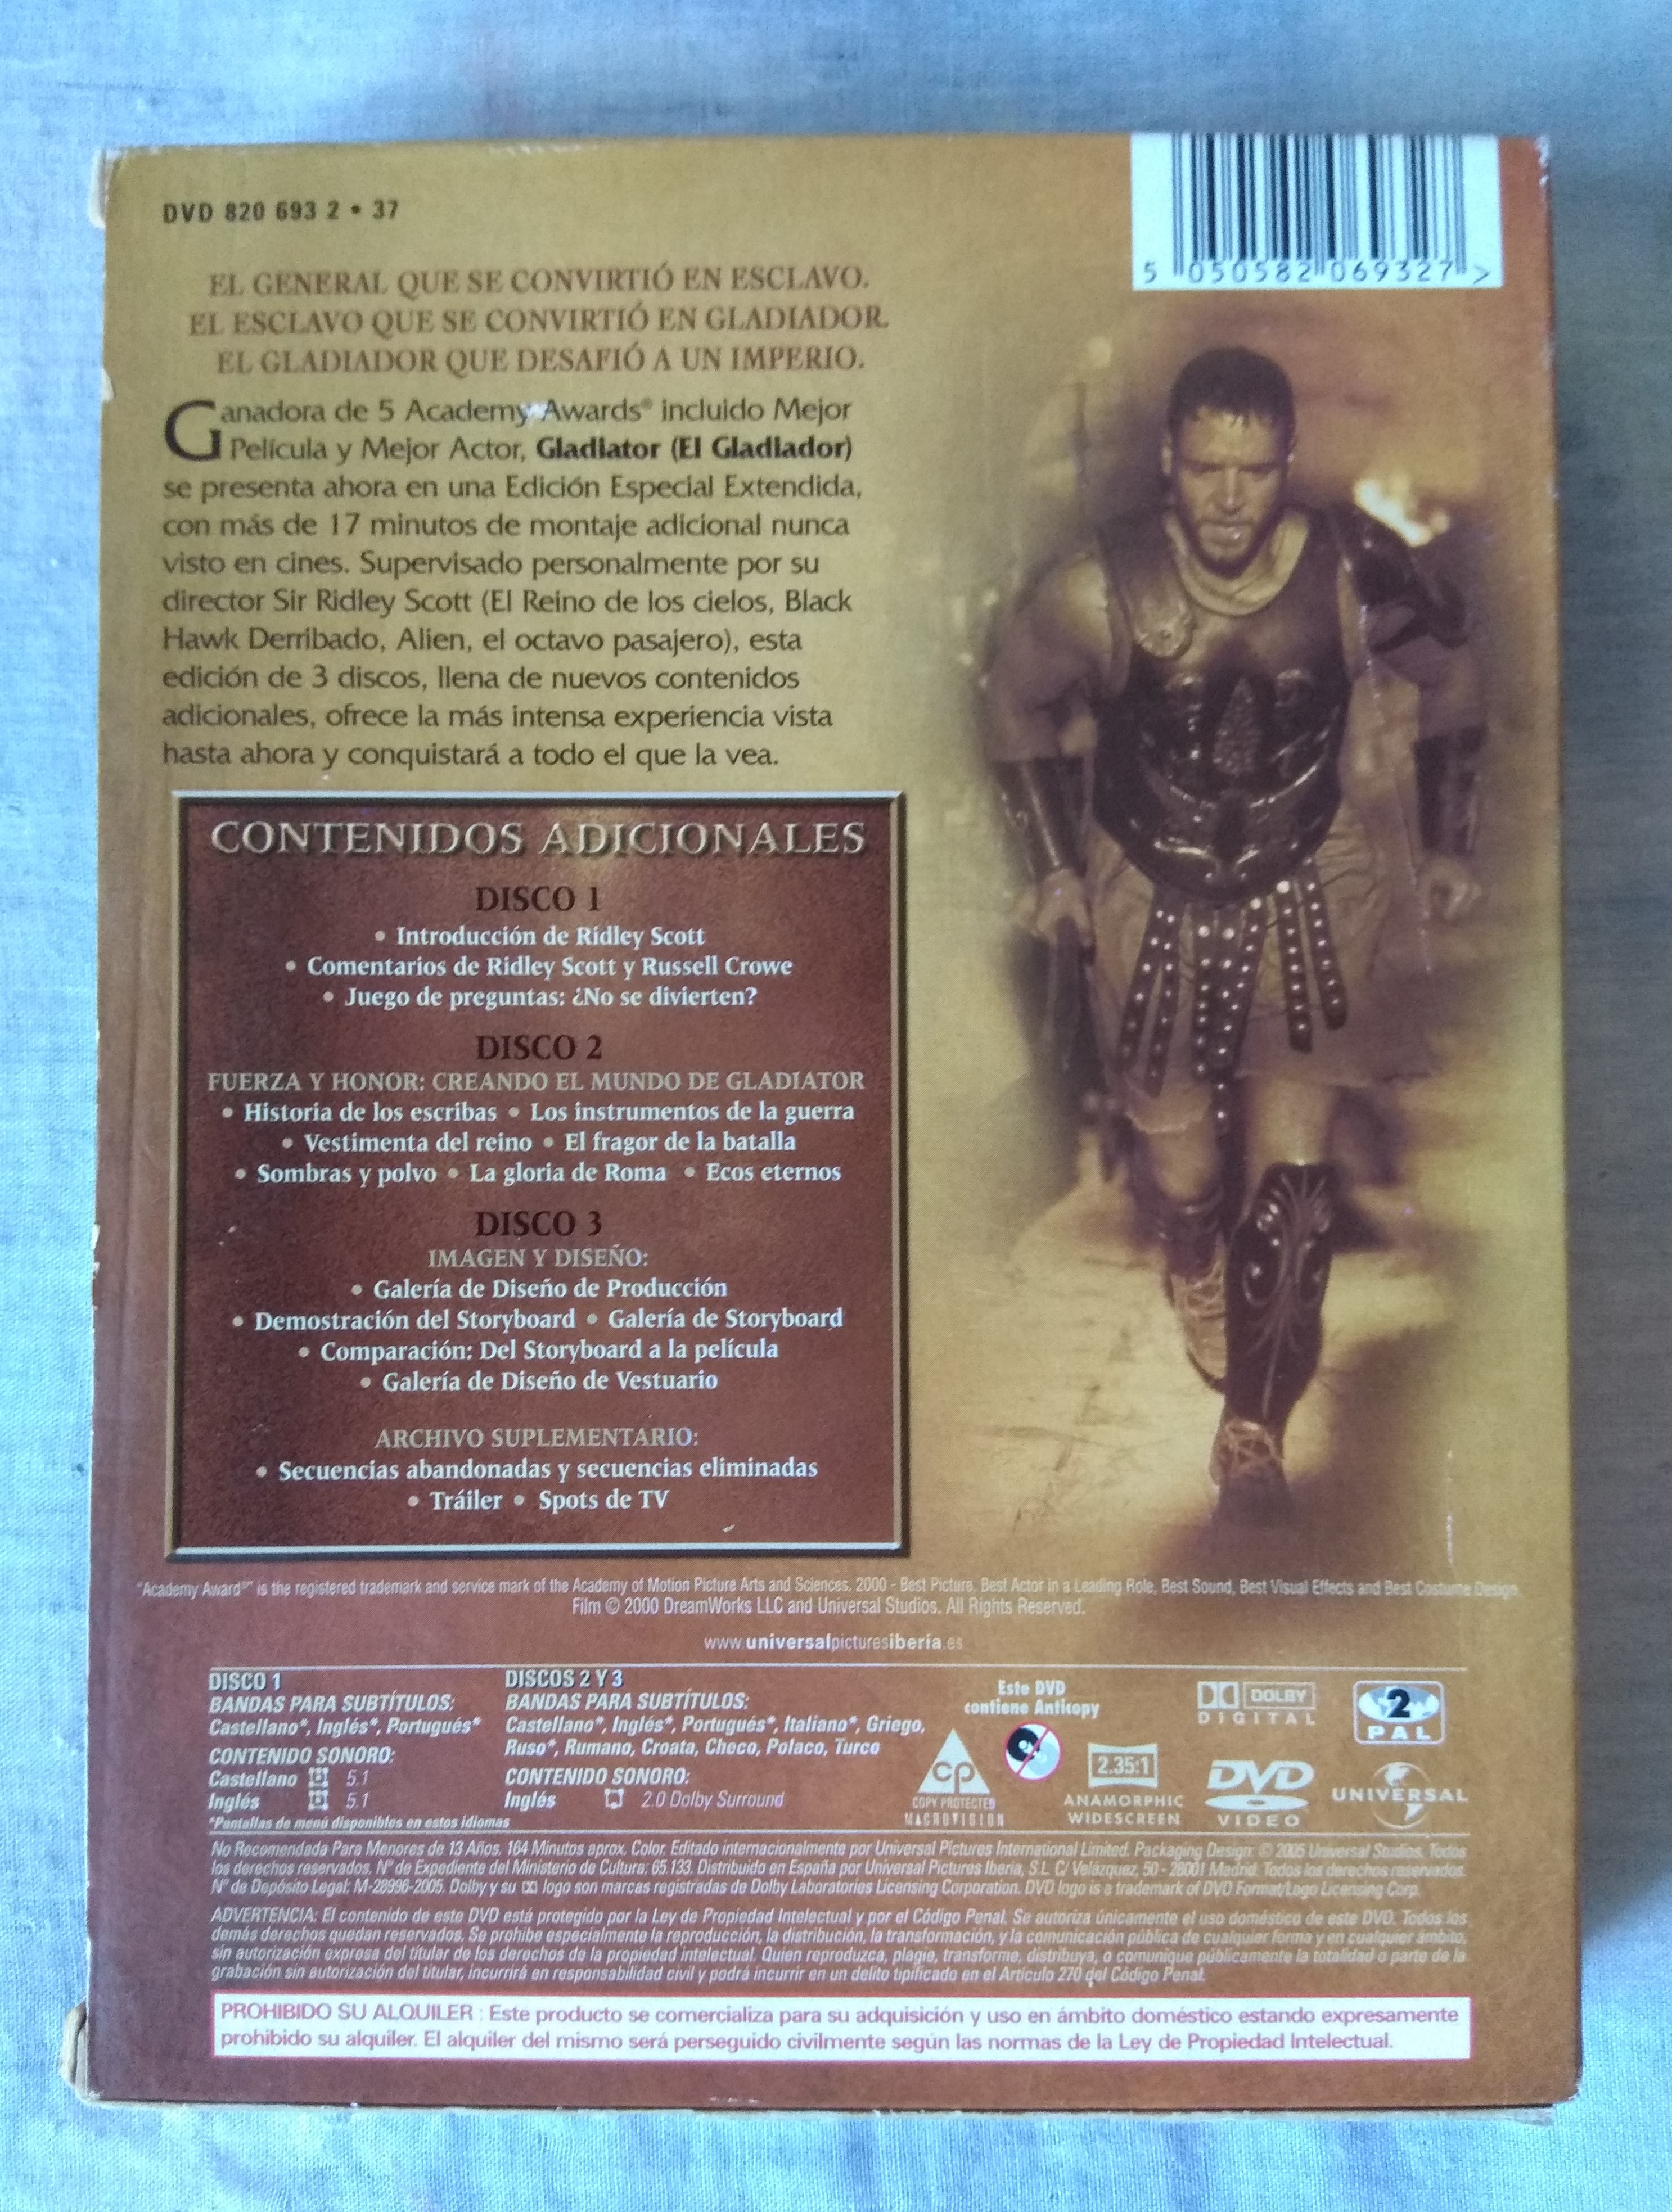 DVD 820 693 2 • 37
5 050582 069327 >
EL GENERAL QUE SE CONVIRTIÓ EN ESCLAVO.
EL ESCLAVO QUE SE CONVIRTIÓ EN GLADIADOR.
EL GLADIADOR QUE DESAFIÓ A UN IMPERIO.
Ganadora de 5 Academy Awards® incluido Mejor
Película y Mejor Actor, Gladiator (El Gladiador)
se presenta ahora en una Edición Especial Extendida,
con más de 17 minutos de montaje adicional nunca
visto en cines. Supervisado personalmente por su
director Sir Ridley Scott (El Reino de los cielos, Black
Hawk Derribado, Alien, el octavo pasajero), esta
edición de 3 discos, llena de nuevos contenidos
adicionales, ofrece la más intensa experiencia vista
hasta ahora y conquistará a todo el que la vea.
CONTENIDOS ADICIONALES
DISCO 1
• Introducción de Ridley Scott
• Comentarios de Ridley Scott y Russell Crowe
• Juego de preguntas: ¿No se divierten?
DISCO 2
FUERZA Y HONOR: CREANDO EL MUNDO DE GLADIATOR
• Historia de los escribas • Los instrumentos de la guerra
• Vestimenta del reino • El fragor de la batalla
• Sombras y polvo • La gloria de Roma • Ecos eternos
DISCO 3
IMAGEN Y DISEÑO:
• Galería de Diseño de Producción
• Demostración del Storyboard • Galería de Storyboard
• Comparación: Del Storyboard a la película
• Galería de Diseño de Vestuario
ARCHIVO SUPLEMENTARIO:
• Secuencias abandonadas y secuencias eliminadas
• Tráiler • Spots de TV
"Academy Award®" is the registered trademark and service mark of the Academy of Motion Picture Arts and Sciences. 2000 - Best Picture, Best Actor in a Leading Role, Best Sound, Best Visual Effects and Best Costume Design.
Film © 2000 DreamWorks LLC and Universal Studios. All Rights Reserved.
www.universalpicturesiberia.es
DISCO 1
BANDAS PARA SUBTÍTULOS:
Castellano*, Inglés*, Portugués*
CONTENIDO SONORO:
Castellano 5.1
Inglés 5.1
*Pantallas de menú disponibles en estos idiomas
DISCOS 2 Y 3
BANDAS PARA SUBTÍTULOS:
Castellano*, Inglés*, Portugués*, Italiano*, Griego,
Ruso*, Rumano, Croata, Checo, Polaco, Turco
CONTENIDO SONORO:
Inglés 2.0 Dolby Surround
Este DVD
contiene Anticopy
cp
COPY PROTECTED
MACROVISION
2.35:1
ANAMORPHIC
WIDESCREEN
DOLBY
DIGITAL
DVD
VIDEO
2
PAL
UNIVERSAL
No Recomendada Para Menores de 13 Años. 164 Minutos aprox. Color. Editado internacionalmente por Universal Pictures International Limited. Packaging Design: © 2005 Universal Studios. Todos
los derechos reservados. Nº de Expediente del Ministerio de Cultura: 65.133. Distribuido en España por Universal Pictures Iberia, S.L. C/ Velázquez, 50 - 28001 Madrid. Todos los derechos reservados.
Nº de Depósito Legal: M-28996-2005. Dolby y su logo son marcas registradas de Dolby Laboratories Licensing Corporation. DVD logo is a trademark of DVD Format/Logo Licensing Corp.
ADVERTENCIA: El contenido de este DVD está protegido por la Ley de Propiedad Intelectual y por el Código Penal. Se autoriza únicamente el uso doméstico de este DVD. Todos los
demás derechos quedan reservados. Se prohibe especialmente la reproducción, la distribución, la transformación, y la comunicación pública de cualquier forma y en cualquier ámbito,
sin autorización expresa del titular de los derechos de la propiedad intelectual. Quien reproduzca, plagie, transforme, distribuya, o comunique públicamente la totalidad o parte de la
grabación sin autorización del titular, incurrirá en responsabilidad civil y podrá incurrir en un delito tipificado en el Artículo 270 del Código Penal.
PROHIBIDO SU ALQUILER : Este producto se comercializa para su adquisición y uso en ámbito doméstico estando expresamente
prohibido su alquiler. El alquiler del mismo será perseguido civilmente según las normas de la Ley de Propiedad Intelectual.